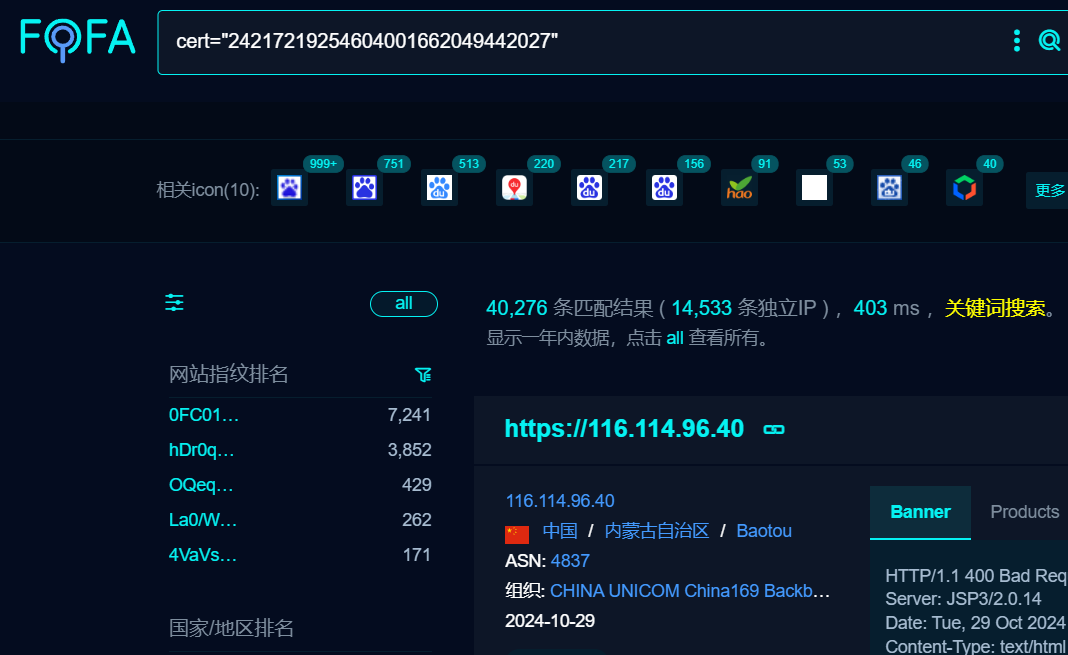 FOFA
cert="24217219254604001662049442027"
相关icon(10):
999+
751
513
220
217
156
91
53
46
40
du
du
du
du
hao
更多
all
40,276 条匹配结果 ( 14,533 条独立IP ) ，403 ms ，关键词搜索。
显示一年内数据，点击 all 查看所有。
网站指纹排名
0FC01… 7,241
hDr0q… 3,852
OQeq… 429
La0/W… 262
4VaVs… 171
国家/地区排名
https://116.114.96.40
116.114.96.40
中国 / 内蒙古自治区 / Baotou
ASN: 4837
组织: CHINA UNICOM China169 Backb…
2024-10-29
Banner Products
HTTP/1.1 400 Bad Req
Server: JSP3/2.0.14
Date: Tue, 29 Oct 2024
Content-Type: text/html